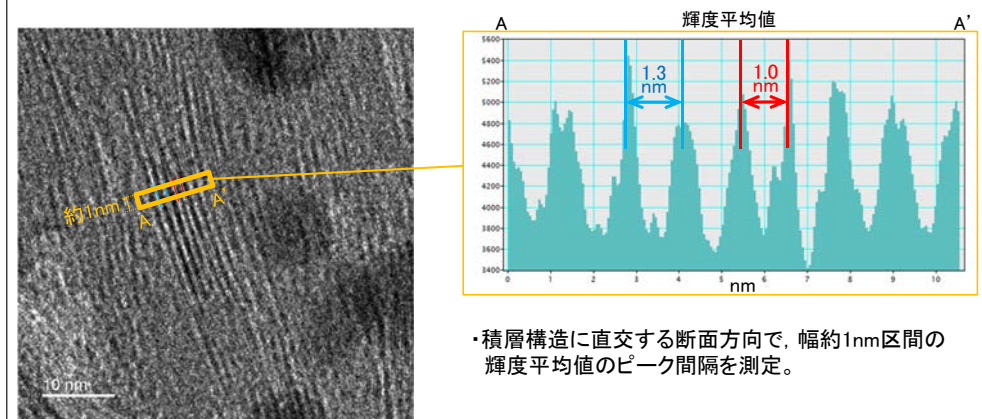 A
輝度平均値
A’
5600
5400
5200
5000
4800
4600
4400
4200
4000
3800
3600
3400
1.3
nm
1.0
nm
0
1
2
3
4
5
6
7
8
9
10
nm
約1nm
A
A’
10 nm
・積層構造に直交する断面方向で, 幅約1nm区間の
輝度平均値のピーク間隔を測定。